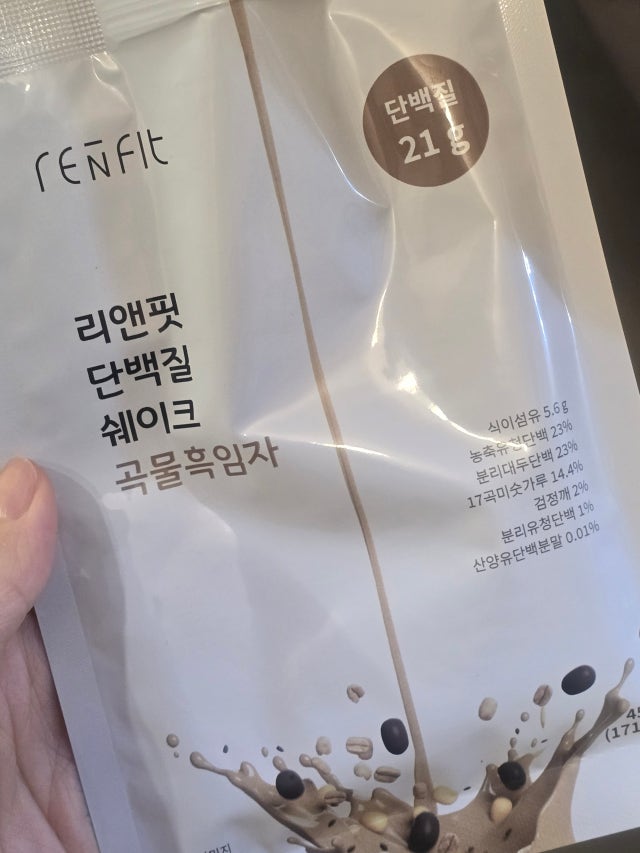 RENFIt
단백질
21 g
리앤핏
단백질
쉐이크
곡물흑임자
식이섬유 5.6 g
농축유청단백 23%
분리대두단백 23%
17곡미숫가루 14.4%
검정깨 2%
분리유청단백 1%
산양유단백분말 0.01%
(171